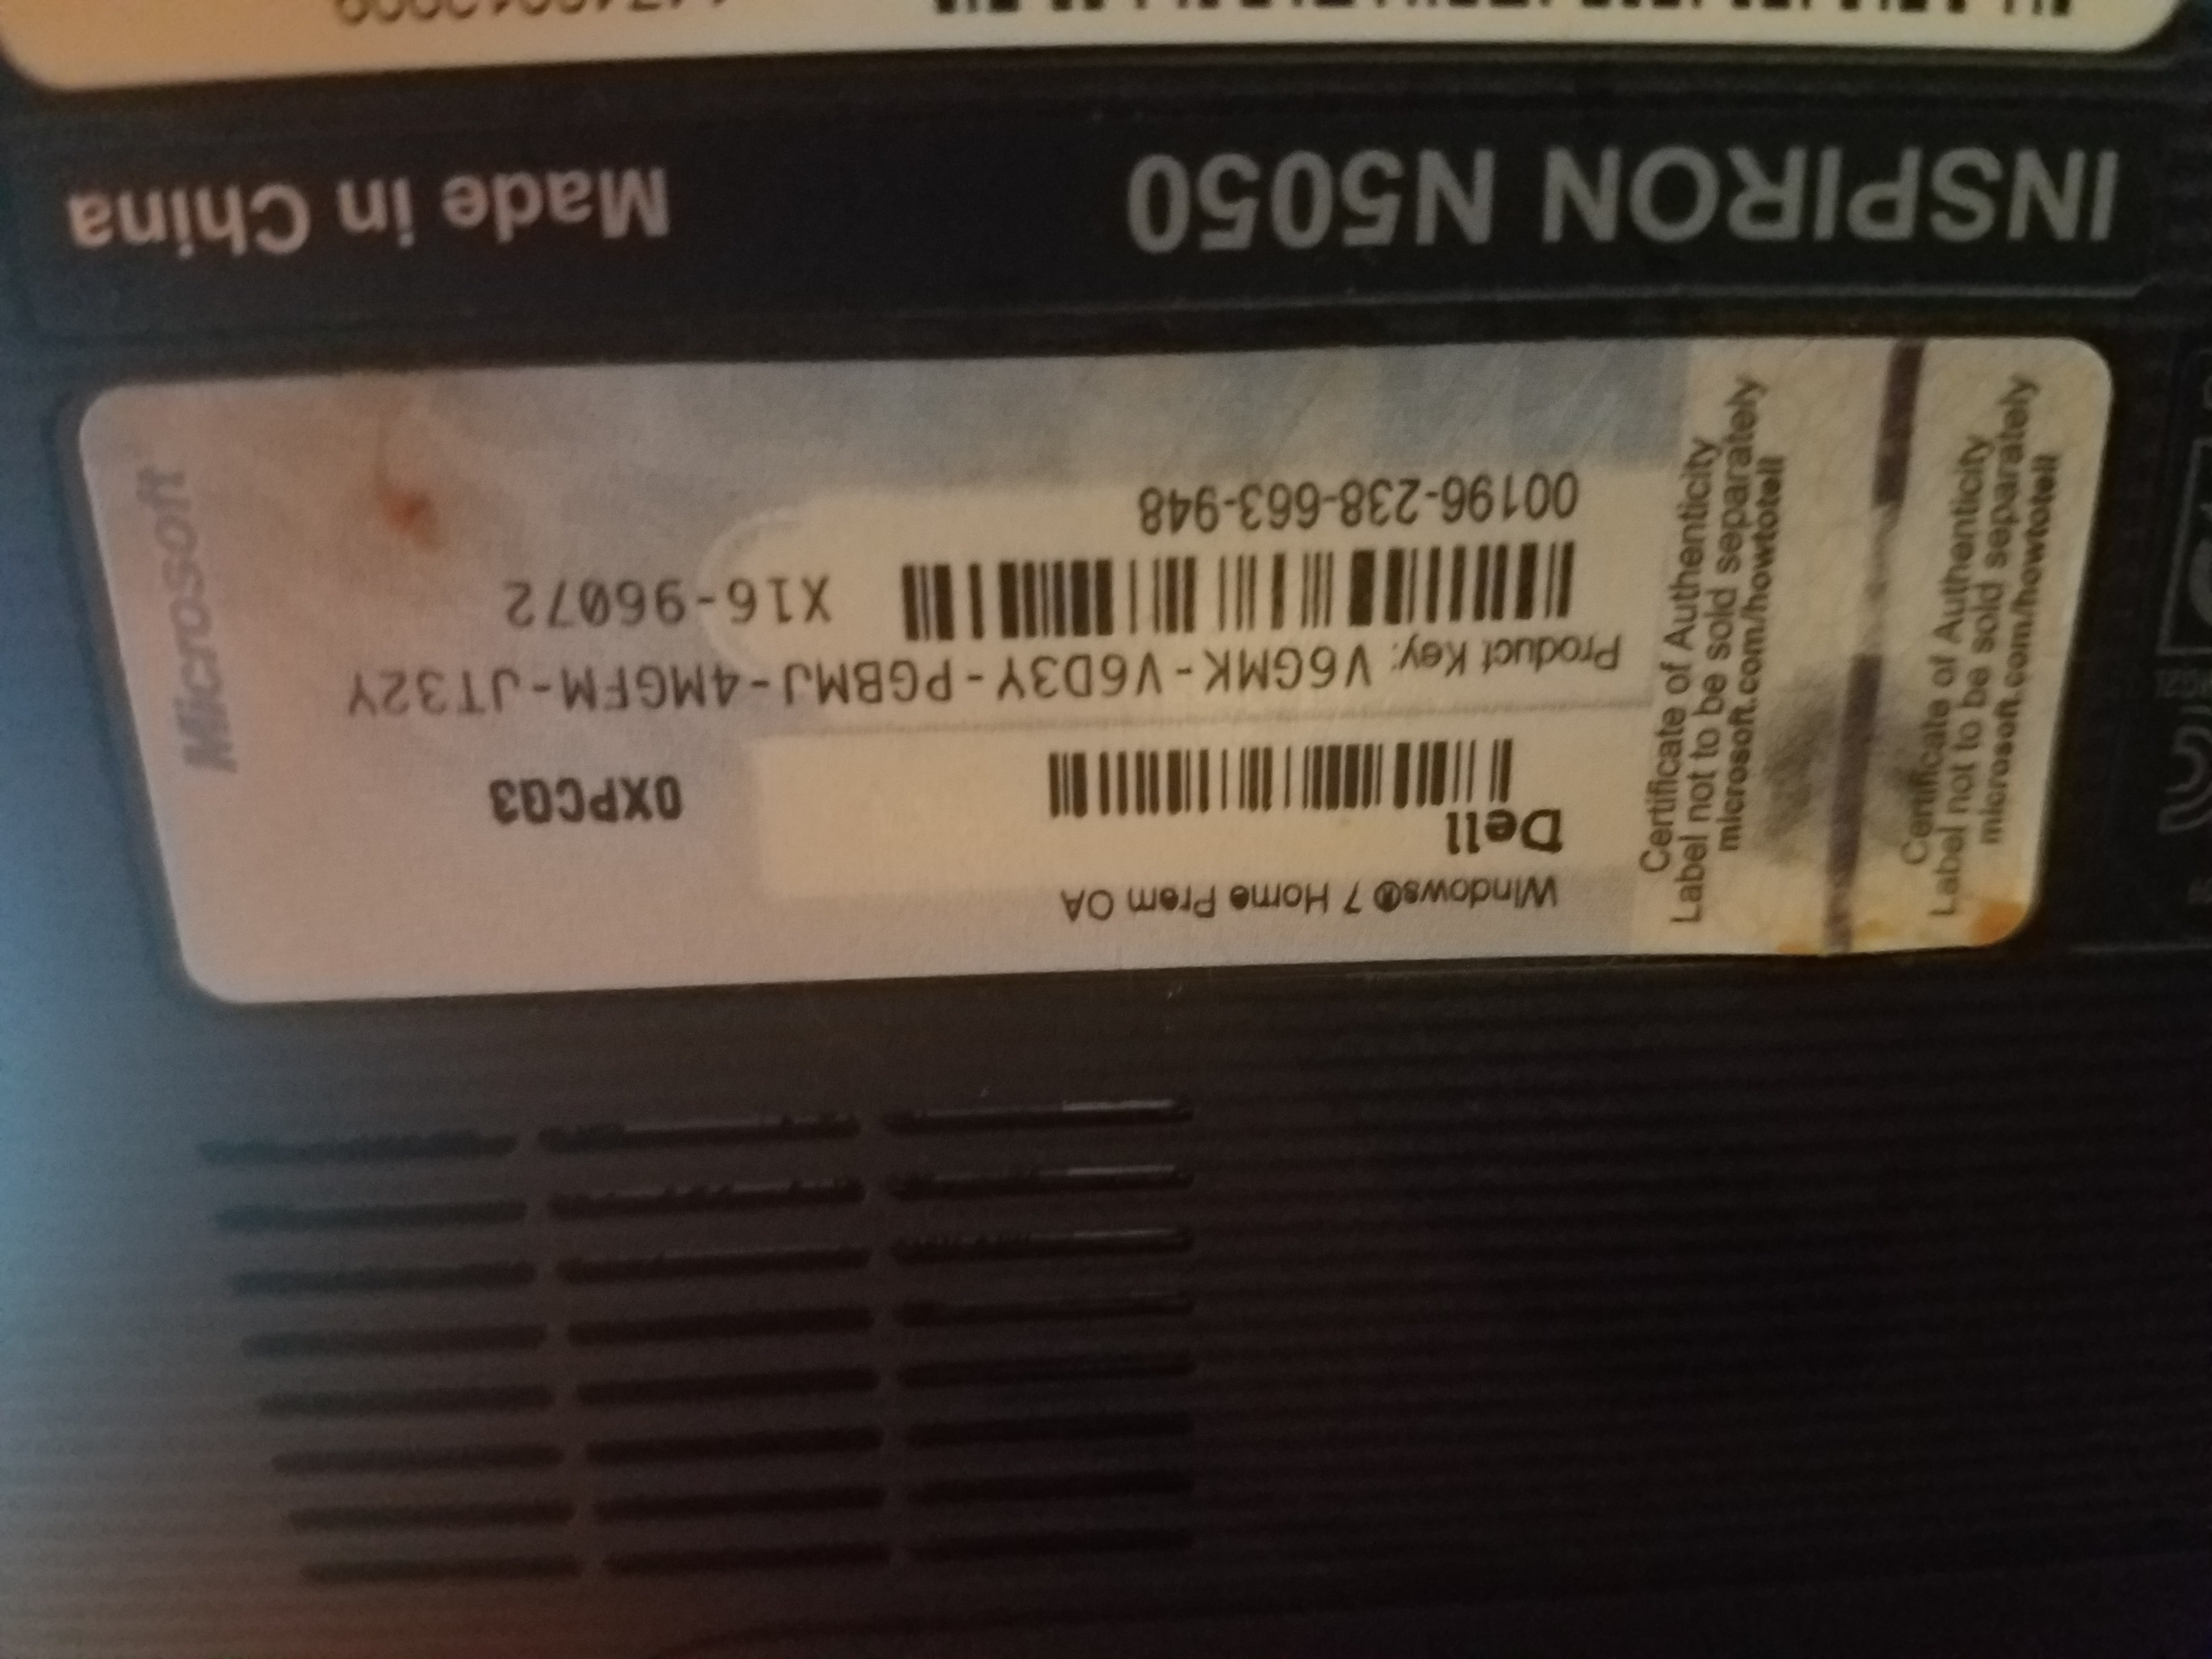 Windows® 7 Home Prem OA
Dell
0XPCQ3
Product Key: V6GMK-V6D3Y-PGBMJ-4MGFM-JT32Y
X16-96072
00196-238-663-948
Certificate of Authenticity
Label not to be sold separately
microsoft.com/howtotell
Certificate of Authenticity
Label not to be sold separately
microsoft.com/howtotell
Microsoft
INSPIRON N5050
Made in China